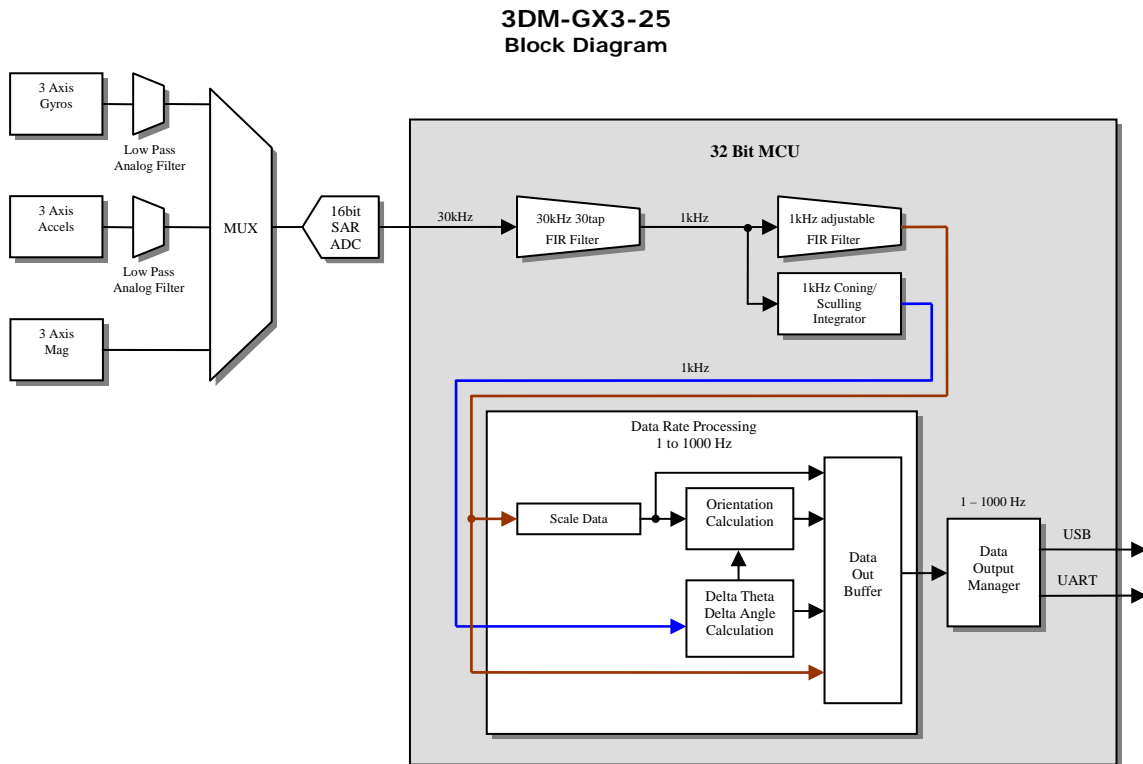 3DM-GX3-25
Block Diagram
3 Axis
Gyros
Low Pass
Analog Filter
3 Axis
Accels
Low Pass
Analog Filter
3 Axis
Mag
MUX
16bit
SAR
ADC
32 Bit MCU
30kHz
30kHz 30tap
FIR Filter
1kHz
1kHz adjustable
FIR Filter
1kHz Coning/
Sculling
Integrator
1kHz
Data Rate Processing
1 to 1000 Hz
Scale Data
Orientation
Calculation
Delta Theta
Delta Angle
Calculation
Data
Out
Buffer
1 – 1000 Hz
Data
Output
Manager
USB
UART